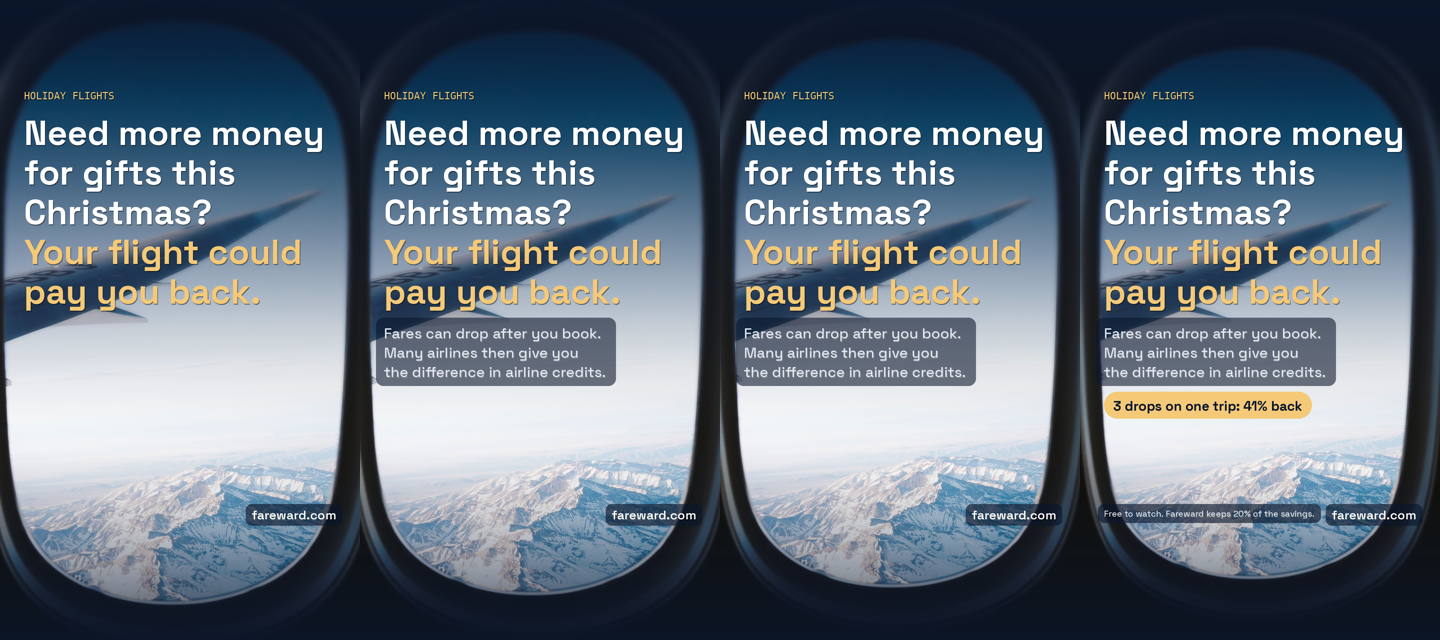 HOLIDAY FLIGHTS
Need more money
for gifts this
Christmas?
Your flight could
pay you back.
fareward.com
HOLIDAY FLIGHTS
Need more money
for gifts this
Christmas?
Your flight could
pay you back.
Fares can drop after you book.
Many airlines then give you
the difference in airline credits.
fareward.com
HOLIDAY FLIGHTS
Need more money
for gifts this
Christmas?
Your flight could
pay you back.
Fares can drop after you book.
Many airlines then give you
the difference in airline credits.
fareward.com
HOLIDAY FLIGHTS
Need more money
for gifts this
Christmas?
Your flight could
pay you back.
Fares can drop after you book.
Many airlines then give you
the difference in airline credits.
3 drops on one trip: 41% back
Free to watch. Fareward keeps 20% of the savings.
fareward.com